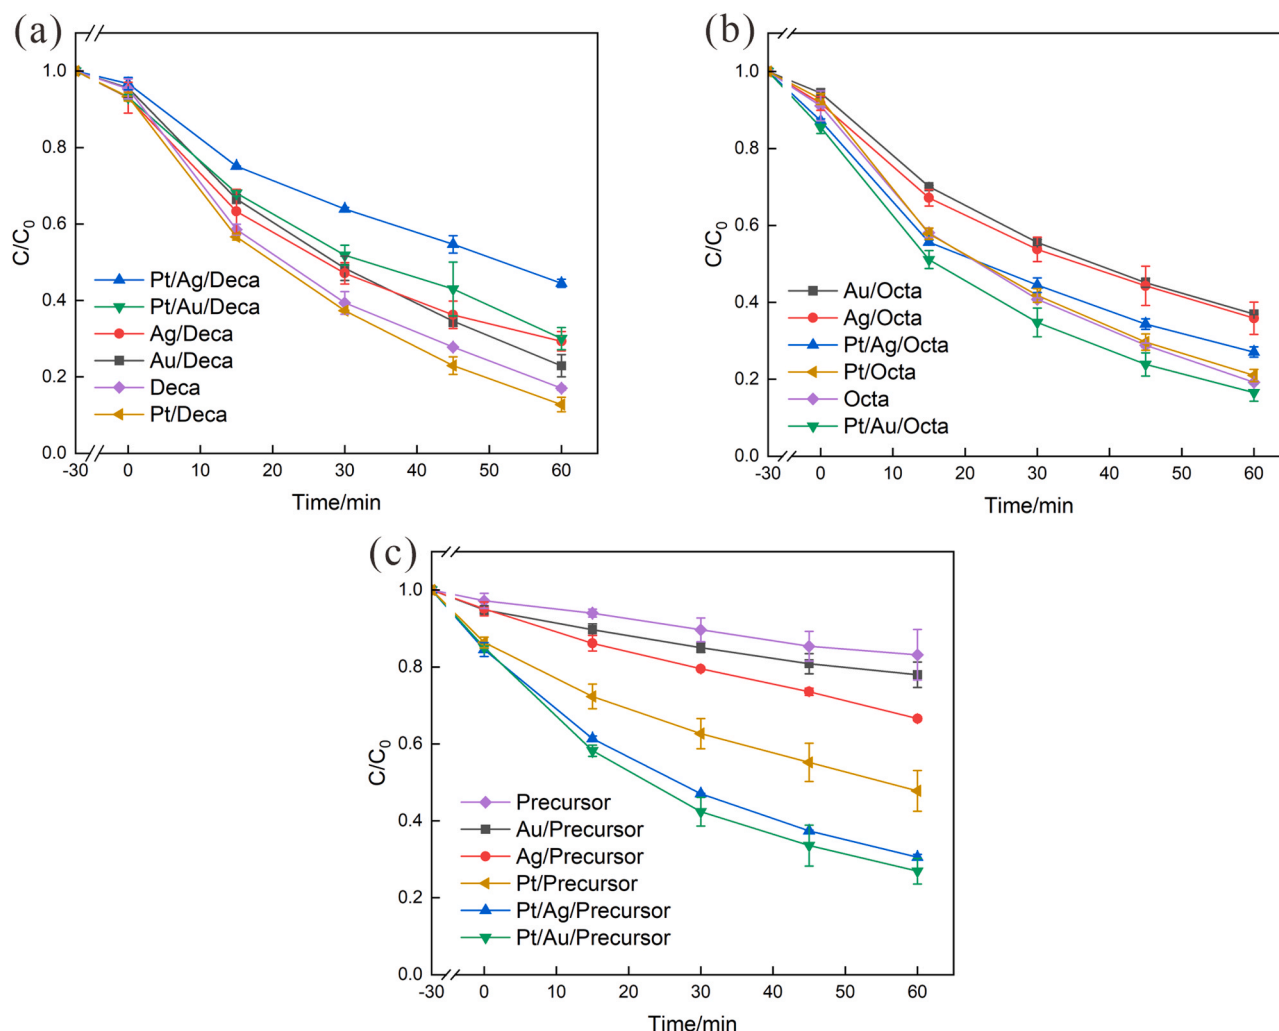 (a)
1.0
0.8
0.6
0.4
0.2
0.0
C/C0
Pt/Ag/Deca
Pt/Au/Deca
Ag/Deca
Au/Deca
Deca
Pt/Deca
-30 0 10 20 30 40 50 60
Time/min
(b)
1.0
0.8
0.6
0.4
0.2
0.0
C/C0
Au/Octa
Ag/Octa
Pt/Ag/Octa
Pt/Octa
Octa
Pt/Au/Octa
-30 0 10 20 30 40 50 60
Time/min
(c)
1.0
0.8
0.6
0.4
0.2
0.0
C/C0
Precursor
Au/Precursor
Ag/Precursor
Pt/Precursor
Pt/Ag/Precursor
Pt/Au/Precursor
-30 0 10 20 30 40 50 60
Time/min